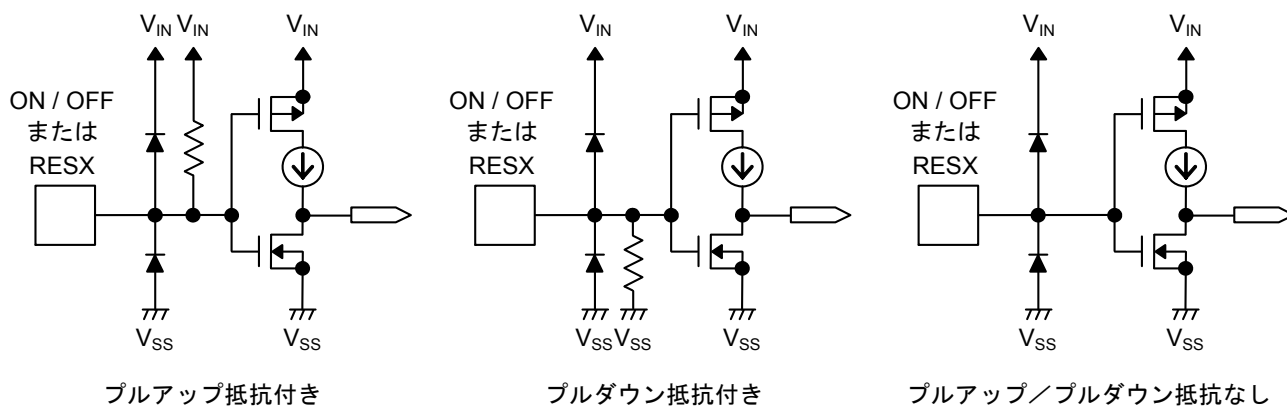 VIN VIN VIN
ON / OFF
または
RESX
VSS VSS
プルアップ抵抗付き
VIN VIN
ON / OFF
または
RESX
VSS VSS VSS
プルダウン抵抗付き
VIN VIN
ON / OFF
または
RESX
VSS VSS
プルアップ／プルダウン抵抗なし